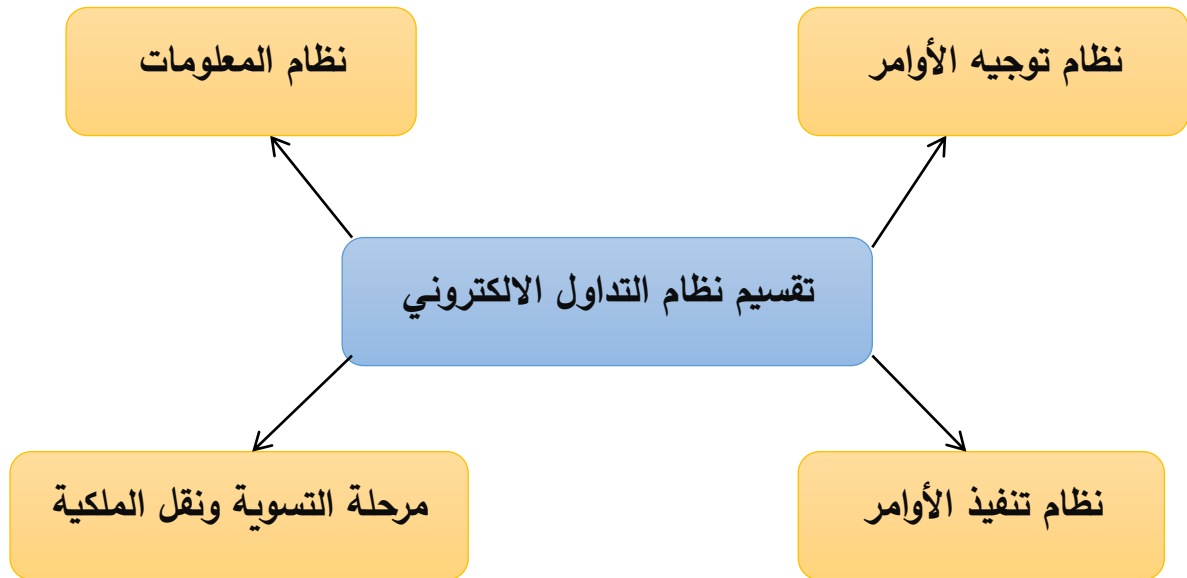 نظام توجيه الأوامر
نظام المعلومات
تقسيم نظام التداول الالكتروني
نظام تنفيذ الأوامر
مرحلة التسوية ونقل الملكية